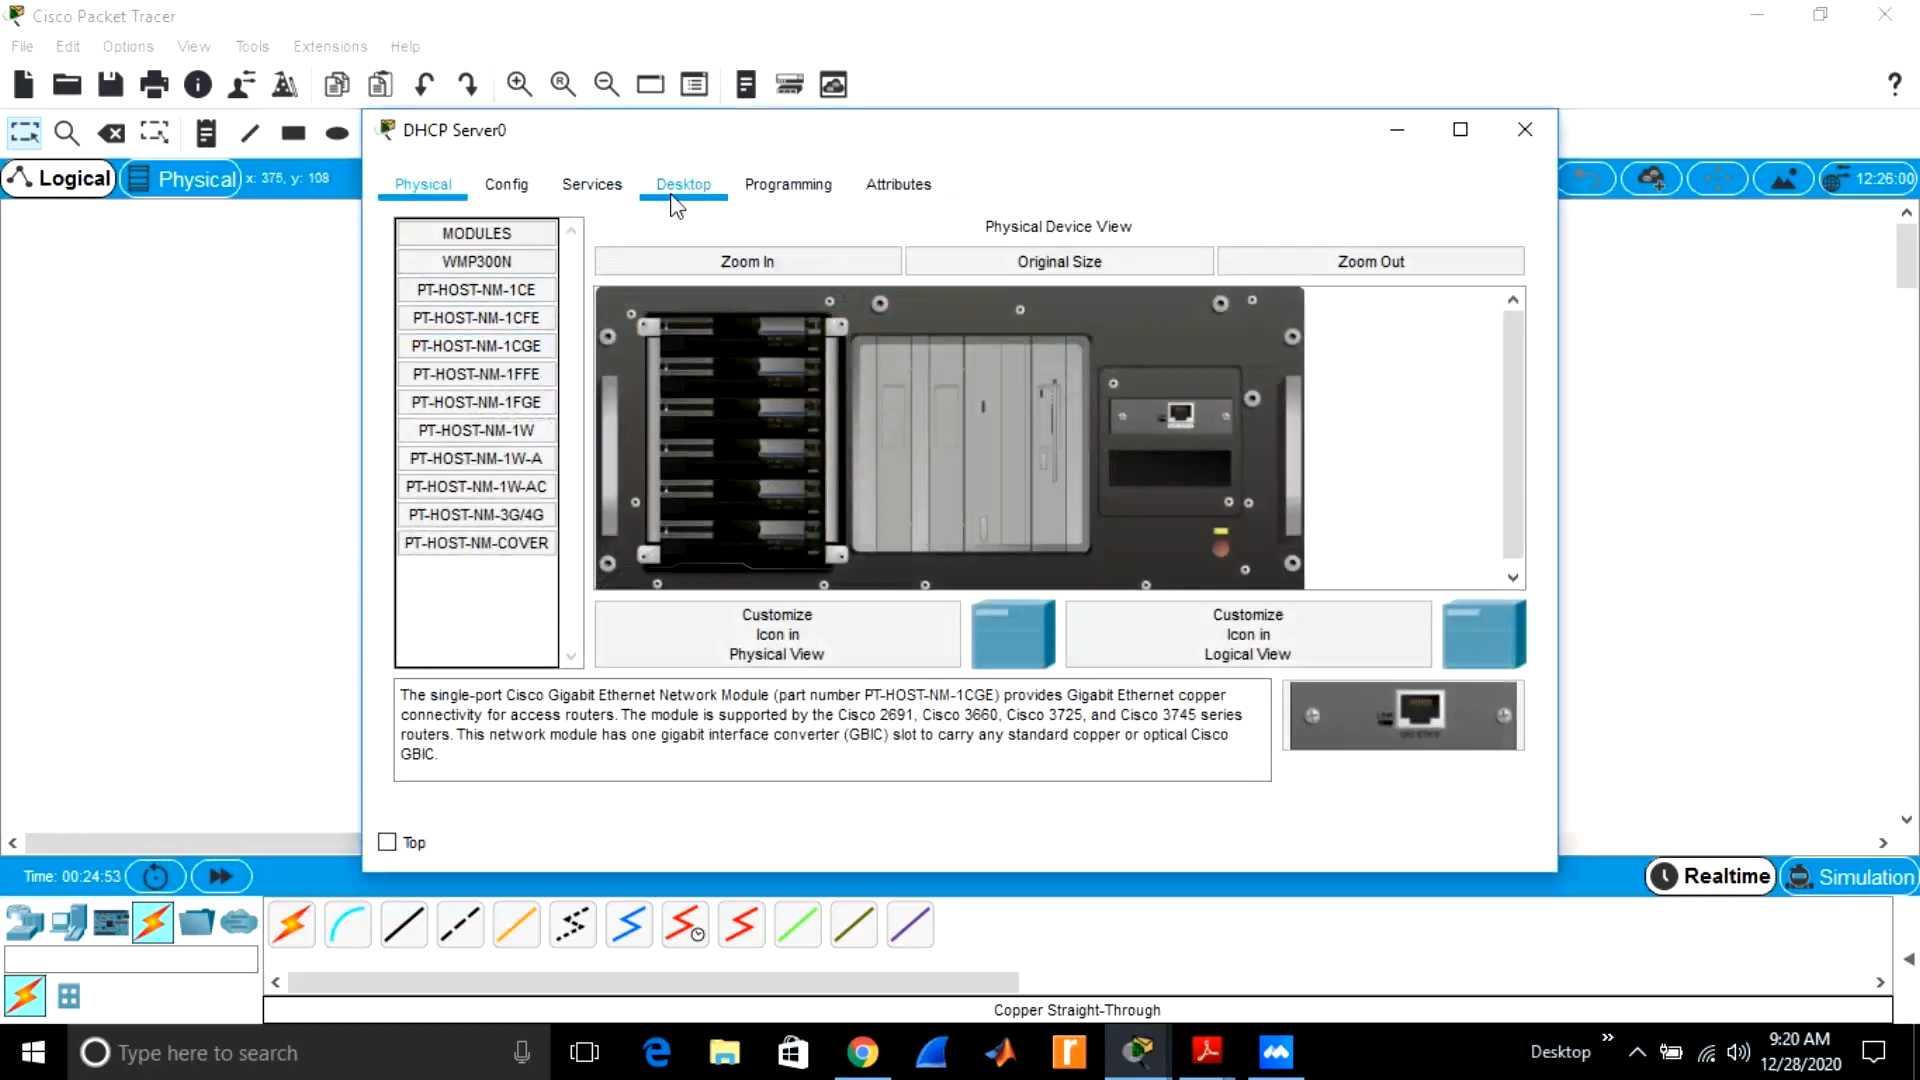 Cisco Packet Tracer
File Edit Options View Tools Extensions Help
DHCP Server0
Logical
Physical
x: 375, y: 108
12:26:00
Physical Config Services Desktop Programming Attributes
MODULES
WMP300N
PT-HOST-NM-1CE
PT-HOST-NM-1CFE
PT-HOST-NM-1CGE
PT-HOST-NM-1FFE
PT-HOST-NM-1FGE
PT-HOST-NM-1W
PT-HOST-NM-1W-A
PT-HOST-NM-1W-AC
PT-HOST-NM-3G/4G
PT-HOST-NM-COVER
Physical Device View
Zoom In Original Size Zoom Out
Customize
Icon in
Physical View
Customize
Icon in
Logical View
The single-port Cisco Gigabit Ethernet Network Module (part number PT-HOST-NM-1CGE) provides Gigabit Ethernet copper
connectivity for access routers. The module is supported by the Cisco 2691, Cisco 3660, Cisco 3725, and Cisco 3745 series
routers. This network module has one gigabit interface converter (GBIC) slot to carry any standard copper or optical Cisco
GBIC.
Top
Time: 00:24:53
Realtime
Simulation
Copper Straight-Through
Type here to search
Desktop
9:20 AM
12/28/2020